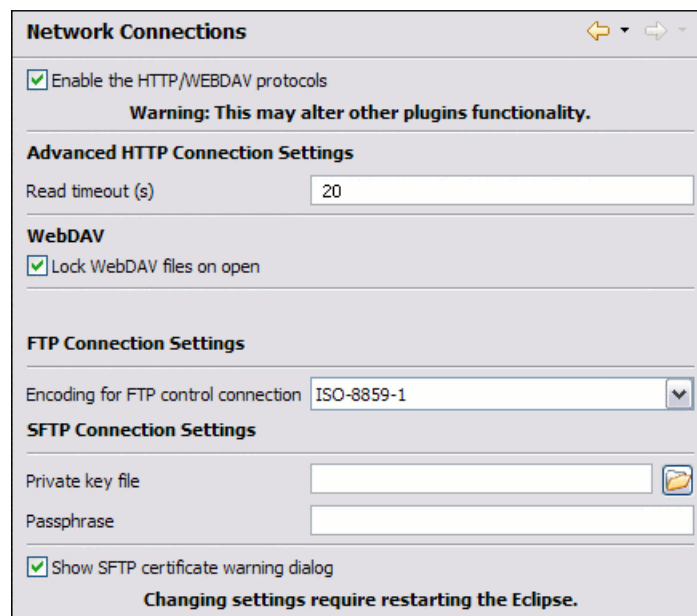 Network Connections
Enable the HTTP/WEBDAV protocols
Warning: This may alter other plugins functionality.
Advanced HTTP Connection Settings
Read timeout (s) 20
WebDAV
Lock WebDAV files on open
FTP Connection Settings
Encoding for FTP control connection ISO-8859-1
SFTP Connection Settings
Private key file
Passphrase
Show SFTP certificate warning dialog
Changing settings require restarting the Eclipse.